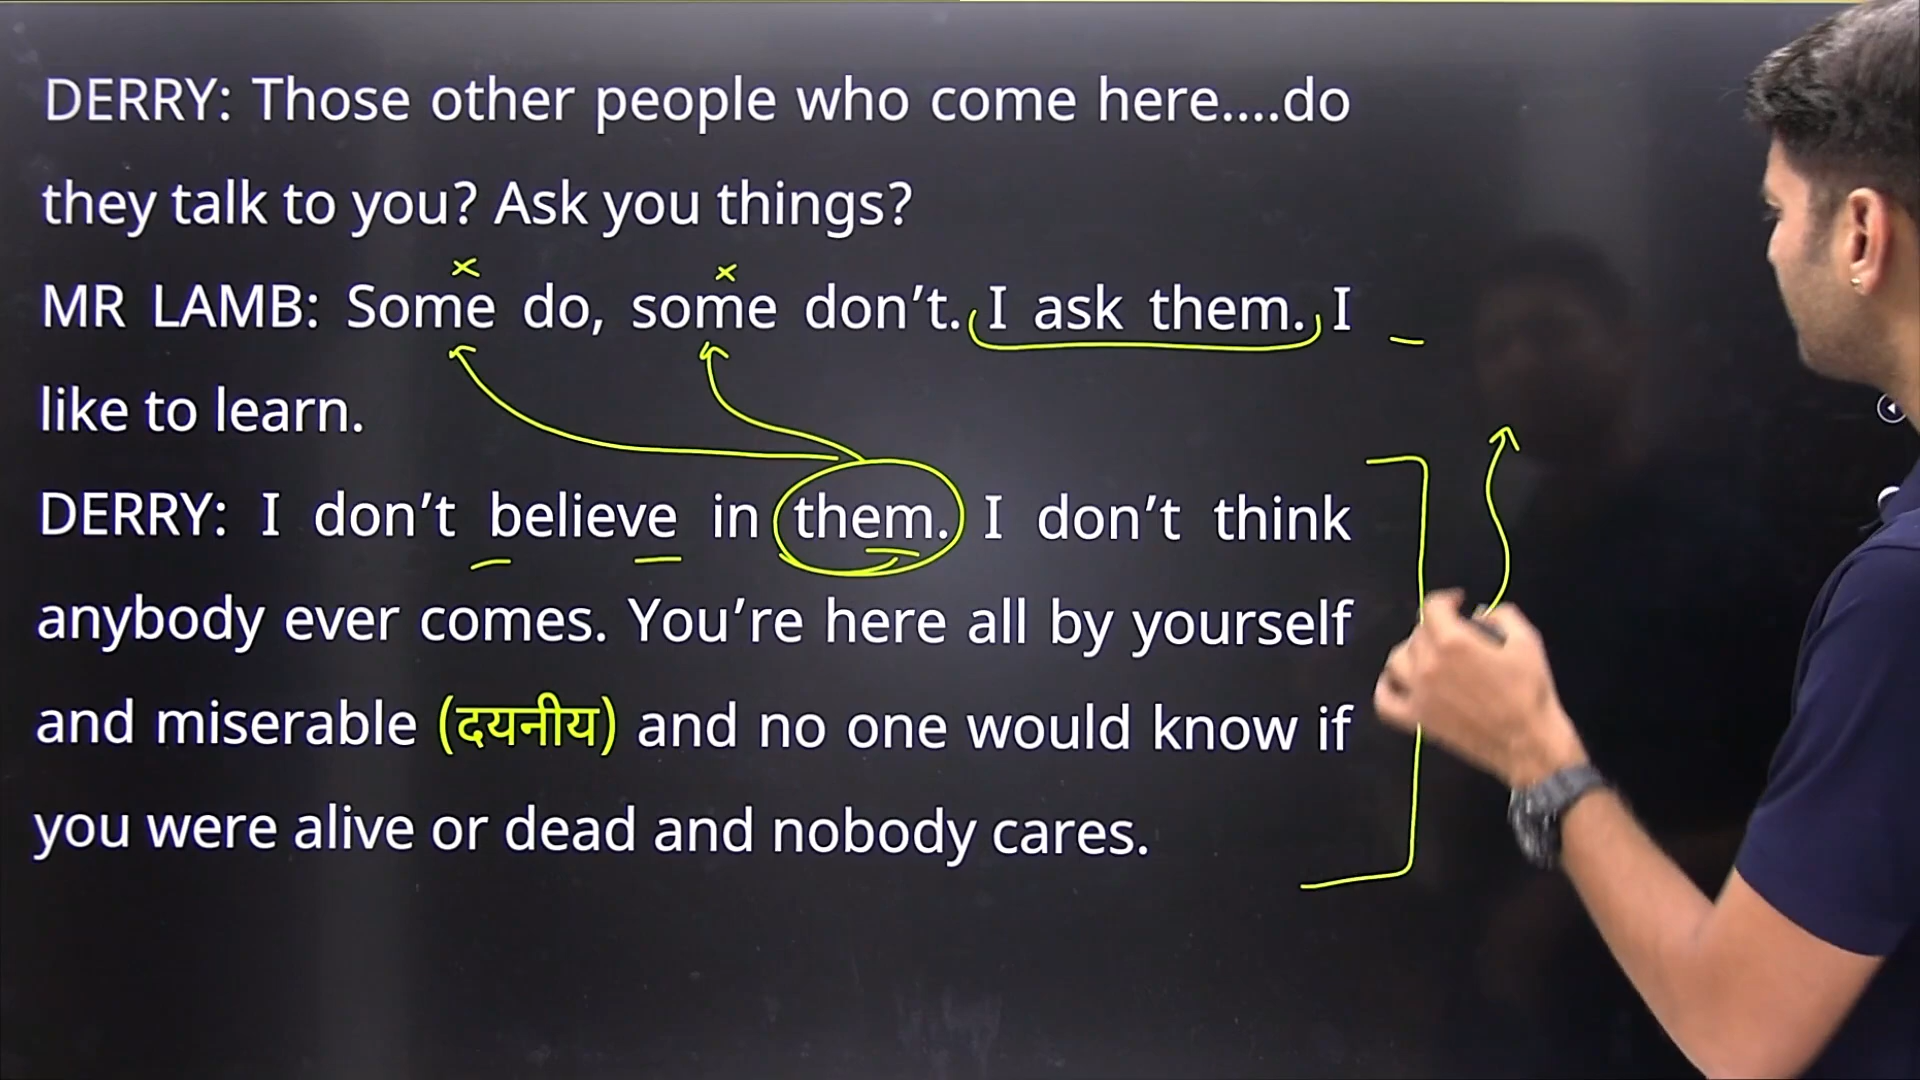 DERRY: Those other people who come here....do
they talk to you? Ask you things?
MR LAMB: Some do, some don’t. I ask them. I
like to learn.
DERRY: I don’t believe in them. I don’t think
anybody ever comes. You’re here all by yourself
and miserable (दयनीय) and no one would know if
you were alive or dead and nobody cares.